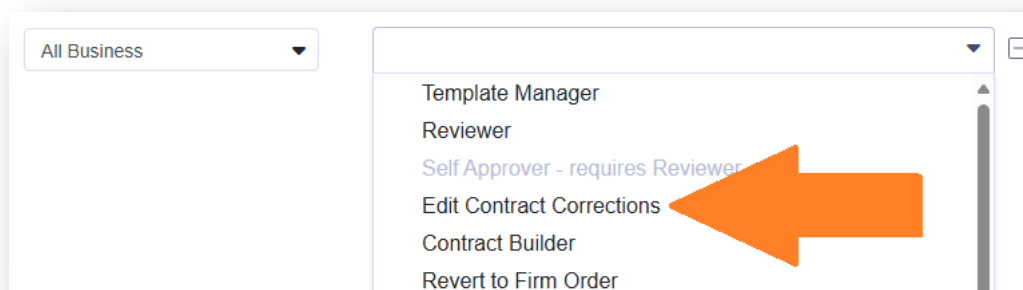 All Business
Template Manager
Reviewer
Self Approver - requires Reviewer
Edit Contract Corrections
Contract Builder
Revert to Firm Order